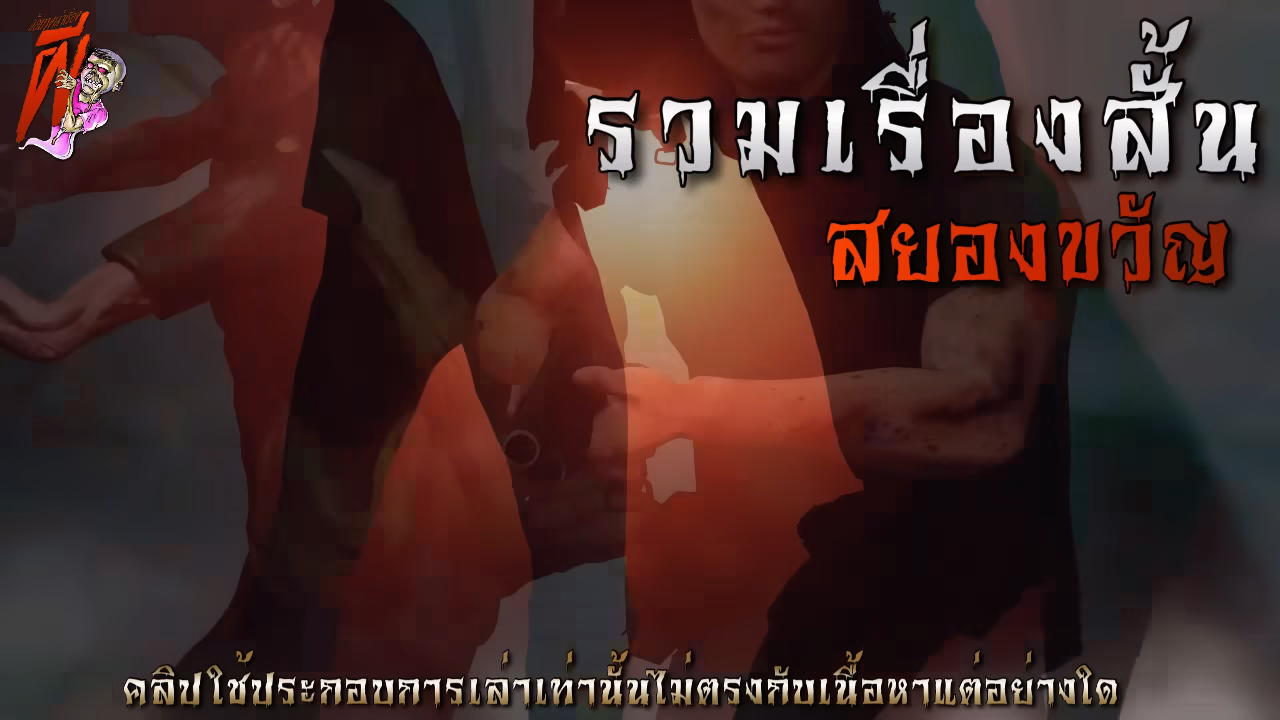 ผี
รวมเรื่องสั้น
สยองขวัญ
คลิปใช้ประกอบการเล่าเท่านั้นไม่ตรงกับเนื้อหาแต่อย่างใด